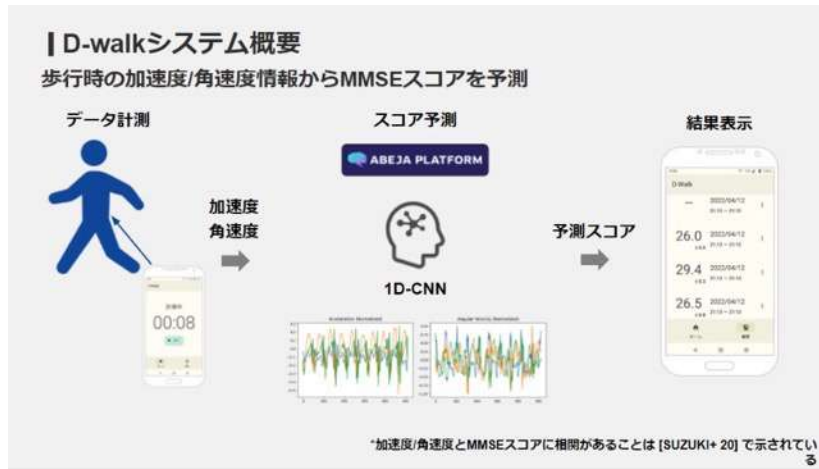 D-walkシステム概要
歩行時の加速度/角速度情報からMMSEスコアを予測
データ計測
スコア予測
結果表示
ABEJA PLATFORM
加速度
角速度
予測スコア
1D-CNN
00:08
D-Walk
2022/04/12
26.0 2022/04/12
29.4 2022/04/12
26.5 2022/04/12
*加速度/角速度とMMSEスコアに相関があることは [SUZUKI+ 20] で示されてい
る